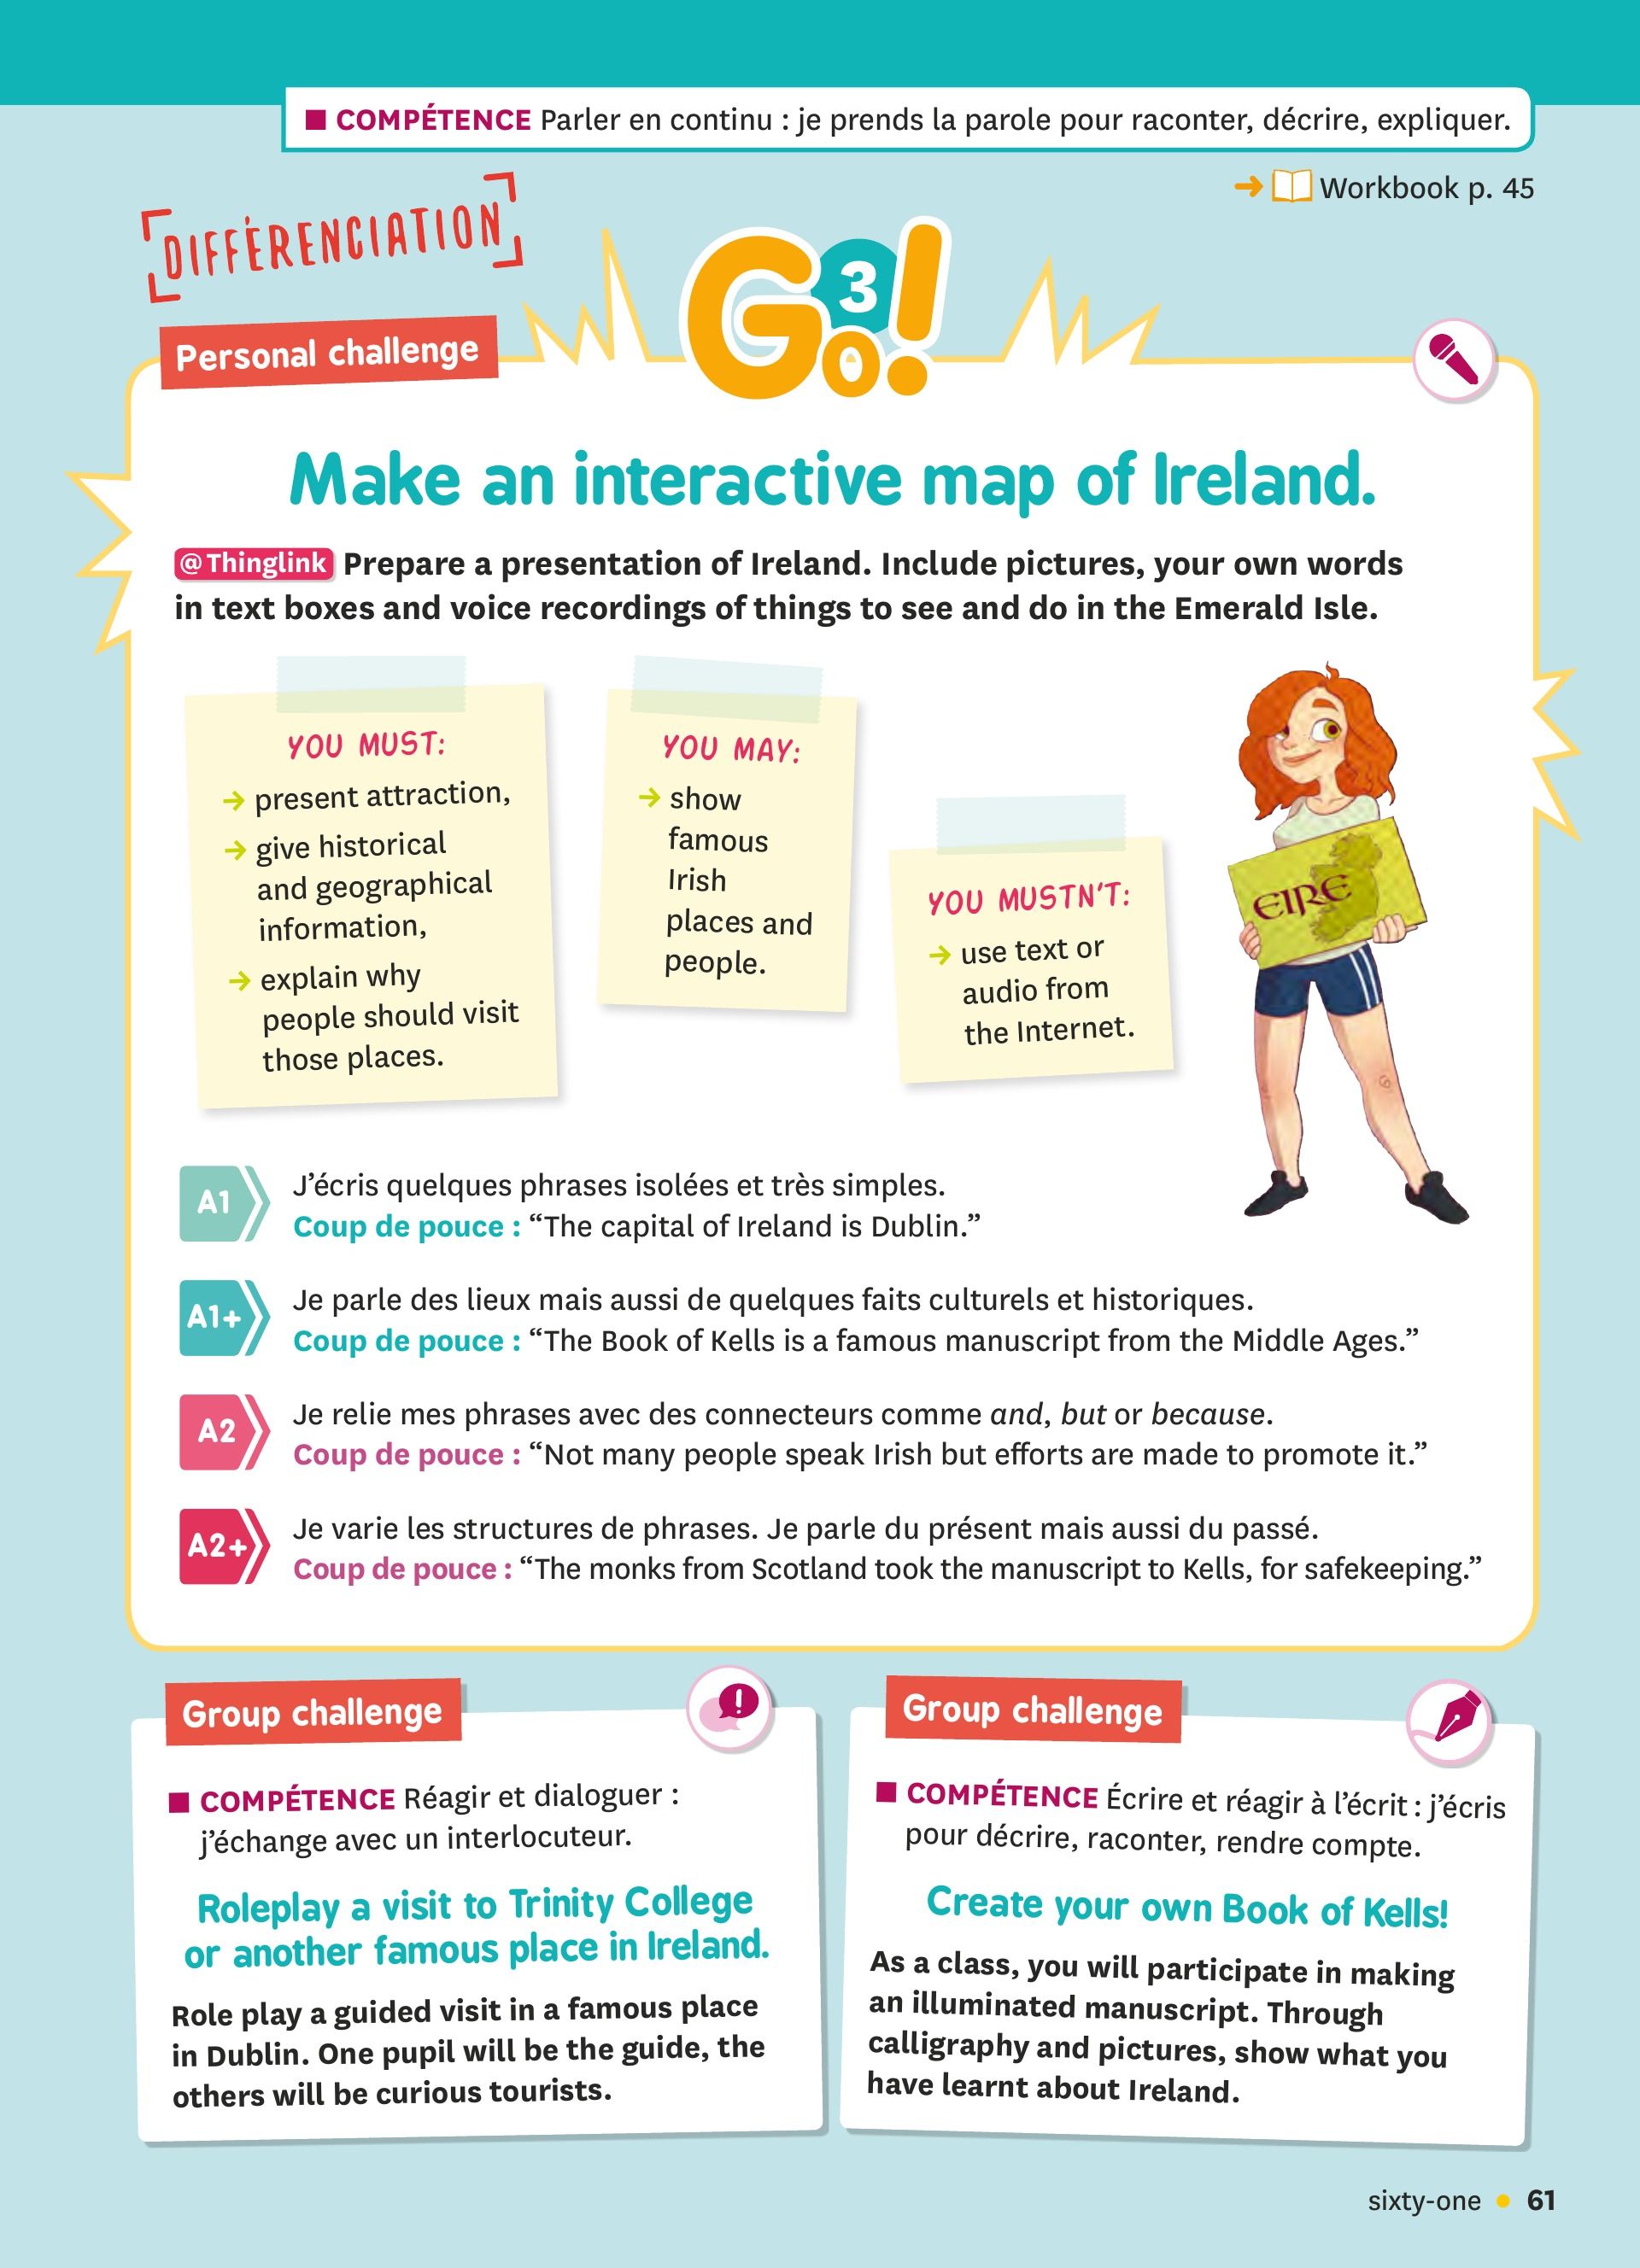 ■ COMPÉTENCE Parler en continu : je prends la parole pour raconter, décrire, expliquer.
➜ Workbook p. 45
DIFFÉRENCIATION
Go!
3
Personal challenge
Make an interactive map of Ireland.
@Thinglink Prepare a presentation of Ireland. Include pictures, your own words
in text boxes and voice recordings of things to see and do in the Emerald Isle.
YOU MUST:
→ present attraction,
→ give historical
and geographical
information,
→ explain why
people should visit
those places.
YOU MAY:
→ show
famous
Irish
places and
people.
YOU MUSTN'T:
→ use text or
audio from
the Internet.
EIRE
A1
J'écris quelques phrases isolées et très simples.
Coup de pouce : “The capital of Ireland is Dublin.”
A1+
Je parle des lieux mais aussi de quelques faits culturels et historiques.
Coup de pouce : “The Book of Kells is a famous manuscript from the Middle Ages.”
A2
Je relie mes phrases avec des connecteurs comme and, but or because.
Coup de pouce : “Not many people speak Irish but efforts are made to promote it.”
A2+
Je varie les structures de phrases. Je parle du présent mais aussi du passé.
Coup de pouce : “The monks from Scotland took the manuscript to Kells, for safekeeping.”
Group challenge
!
■ COMPÉTENCE Réagir et dialoguer :
j'échange avec un interlocuteur.
Roleplay a visit to Trinity College
or another famous place in Ireland.
Role play a guided visit in a famous place
in Dublin. One pupil will be the guide, the
others will be curious tourists.
Group challenge
■ COMPÉTENCE Écrire et réagir à l'écrit : j'écris
pour décrire, raconter, rendre compte.
Create your own Book of Kells!
As a class, you will participate in making
an illuminated manuscript. Through
calligraphy and pictures, show what you
have learnt about Ireland.
sixty-one • 61